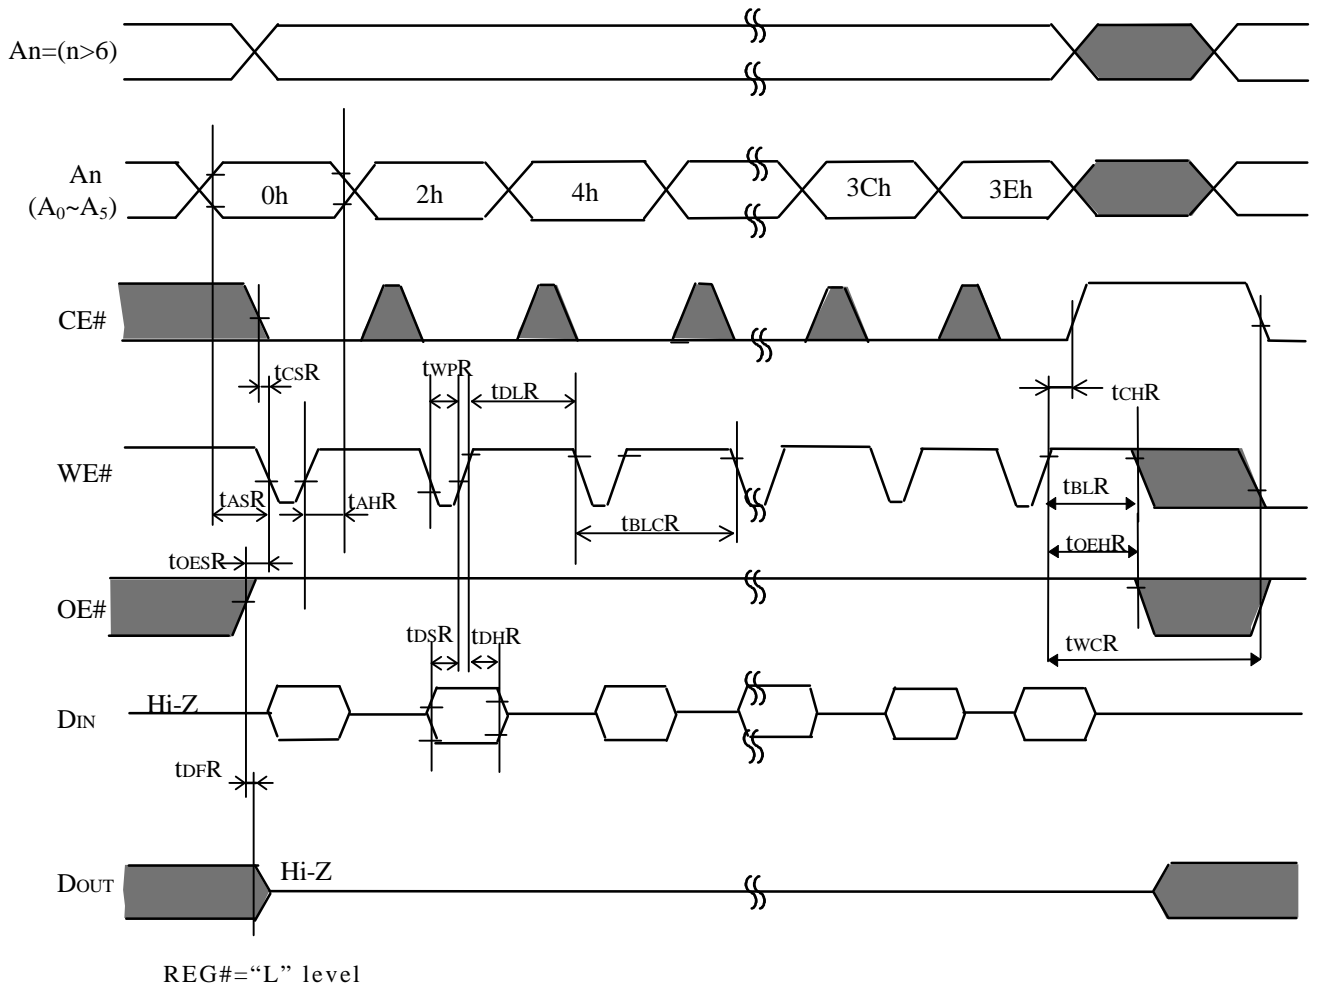 An=(n>6)
An
(A0~A5)
0h
2h
4h
3Ch
3Eh
CE#
tCSR
tWPR
tDLR
tCHR
WE#
tASR
tAHR
tBLCR
tBLR
tOESR
tOEHR
OE#
tDSR
tDHR
tWCR
DIN
Hi-Z
tDFR
DOUT
Hi-Z
REG#=“L” level